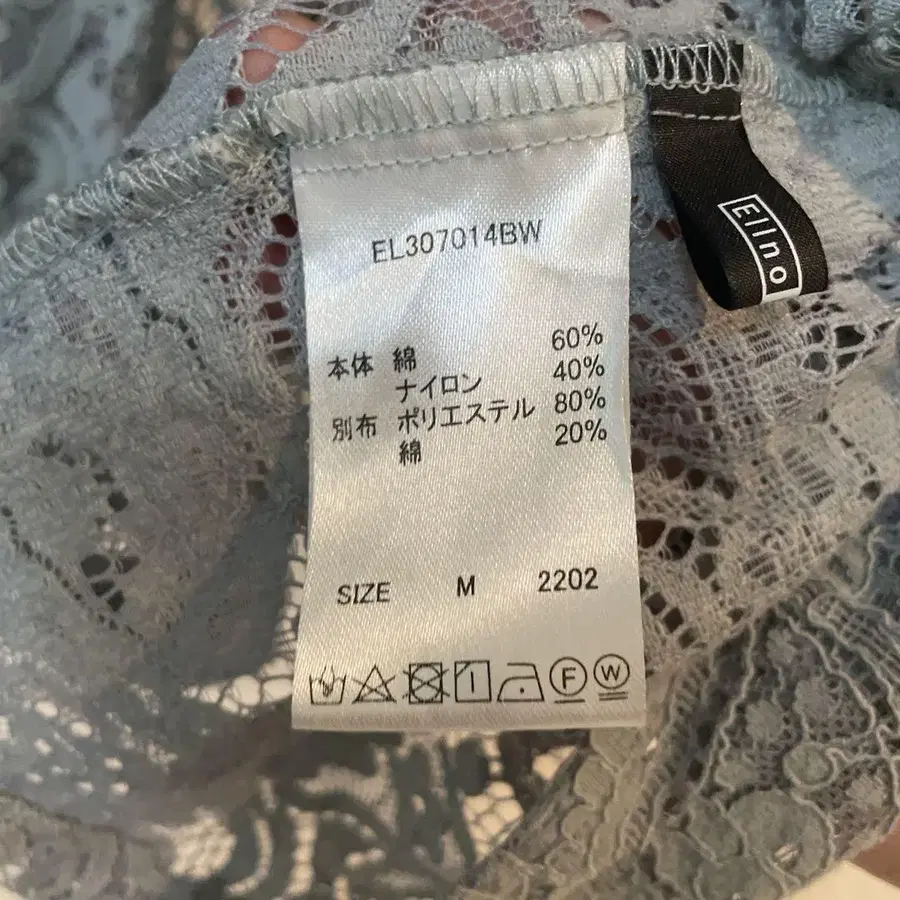 EL307014BW
Ellno
本体 綿 60%
ナイロン 40%
別布 ポリエステル 80%
綿 20%
SIZE M 2202
F W